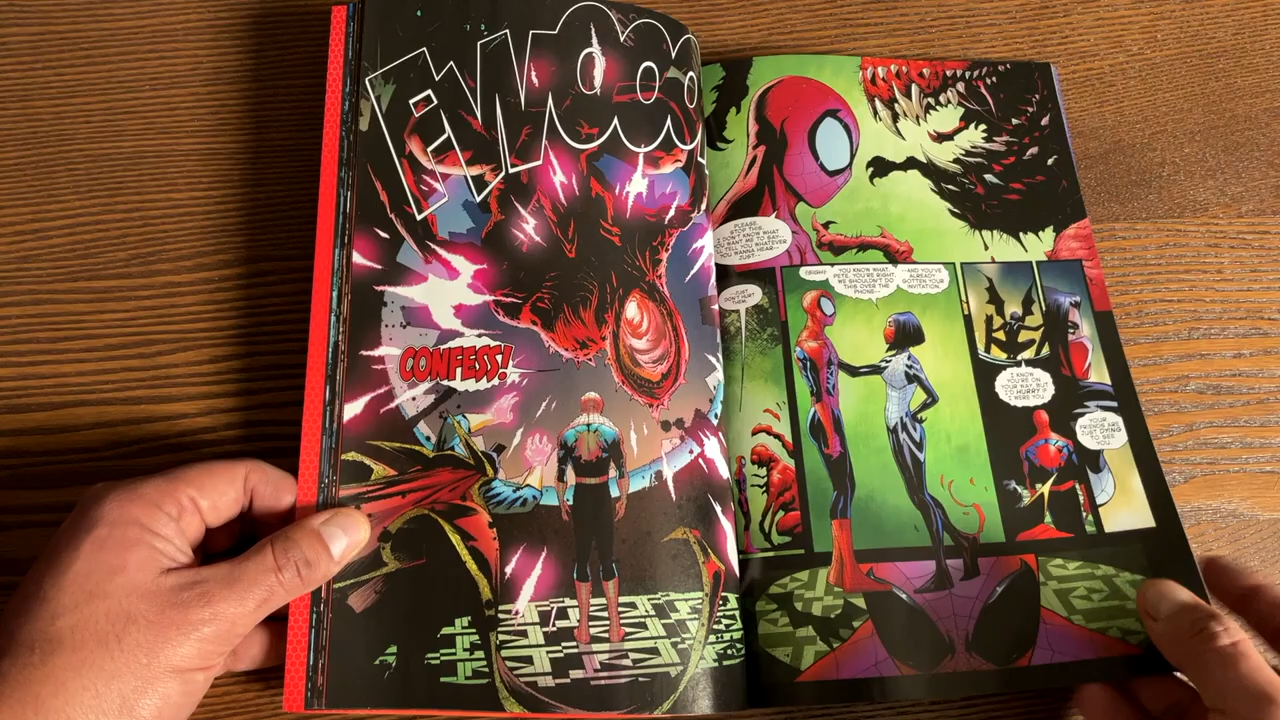 FWOOO
CONFESS!
PLEASE,
STOP THIS.
I DON'T KNOW WHAT
YOU WANT ME TO SAY--
I'LL TELL YOU WHATEVER
YOU WANNA HEAR--
JUST--
--JUST
DON'T HURT
THEM.
(SIGH)
YOU KNOW WHAT,
PETE, YOU'RE RIGHT.
WE SHOULDN'T DO
THIS OVER THE
PHONE--
--AND YOU'VE
ALREADY
GOTTEN YOUR
INVITATION.
I KNOW
YOU'RE ON
YOUR WAY, BUT
I'D HURRY IF
I WERE YOU.
YOUR
FRIENDS ARE
JUST DYING
TO SEE
YOU.